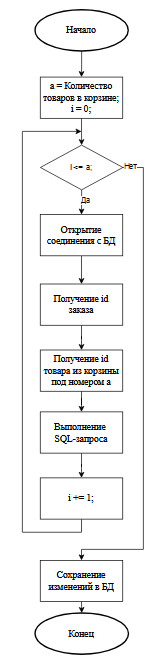 Начало
a = Количество
товаров в корзине;
i = 0;
i <= a;
Нет
Да
Открытие
соединения с БД
Получение id
заказа
Получение id
товара из корзины
под номером a
Выполнение
SQL-запроса
i += 1;
Сохранение
изменений в БД
Конец